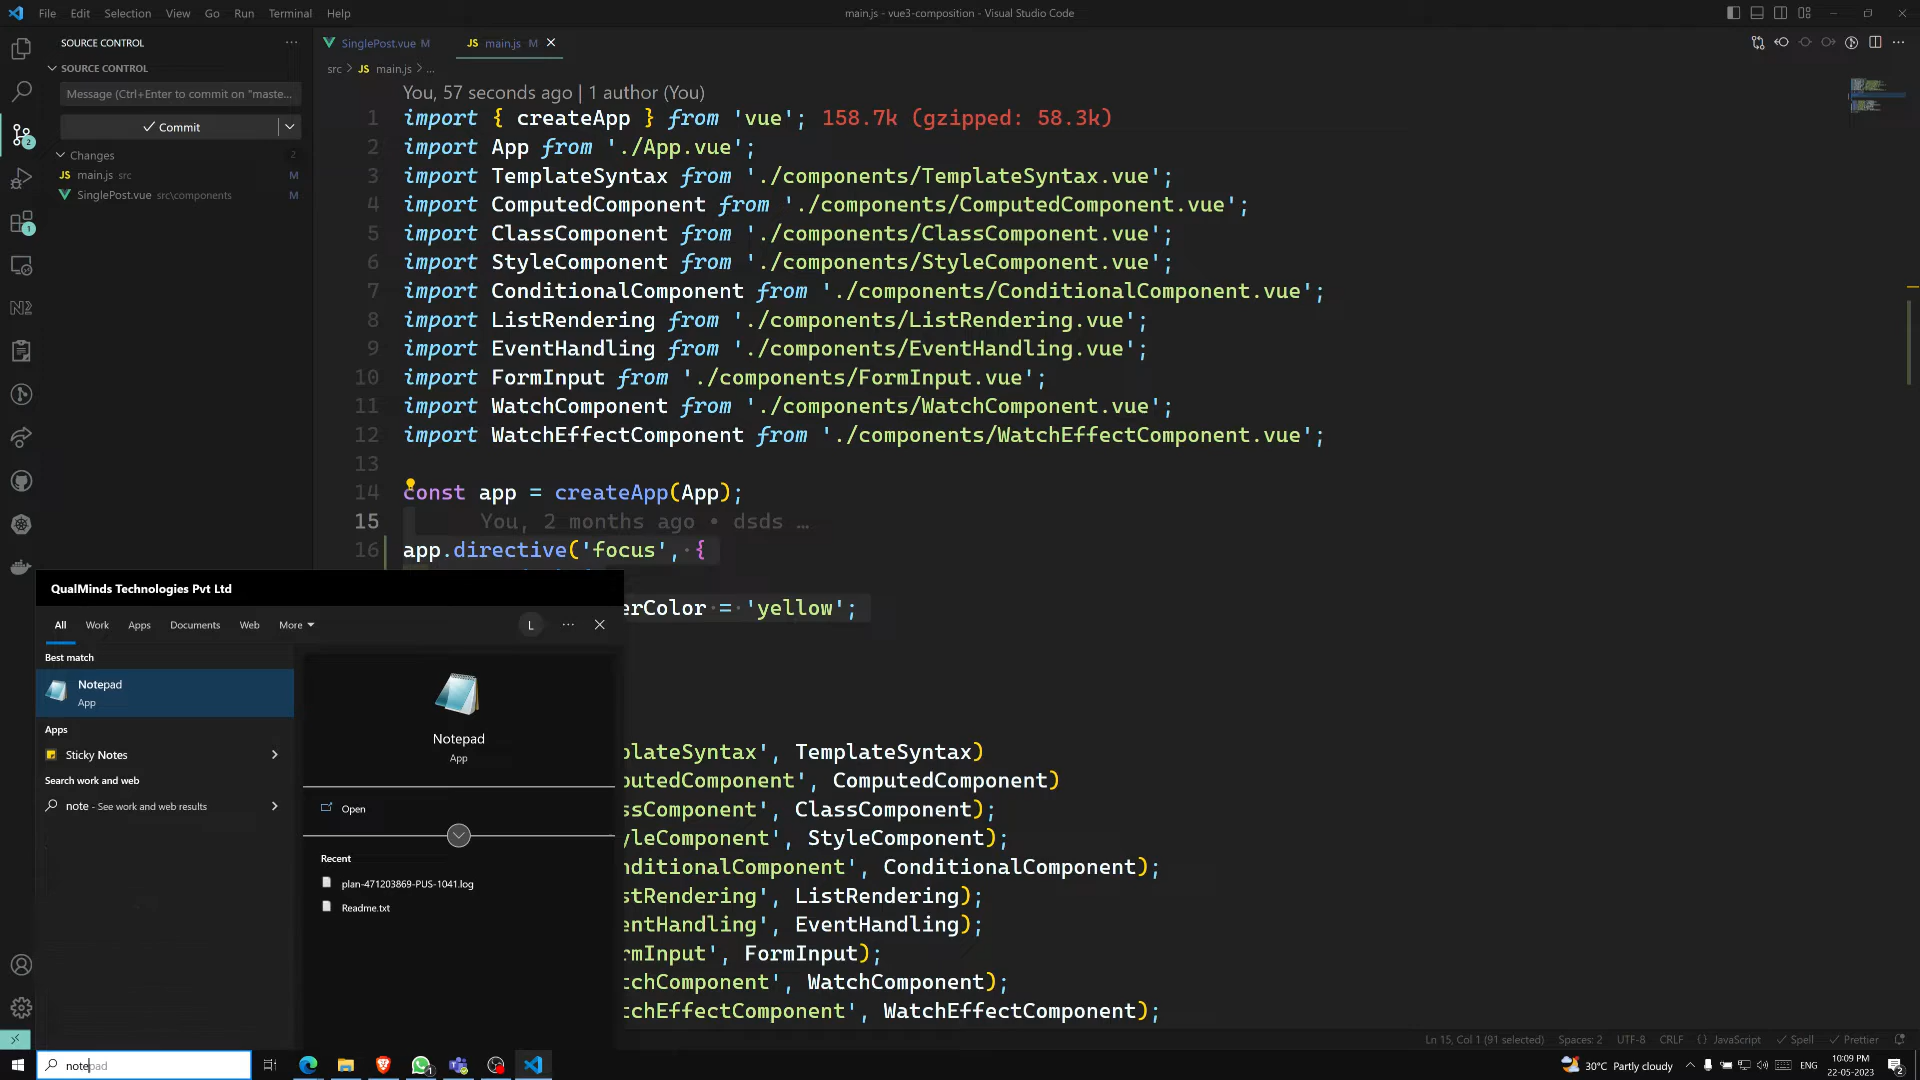 File Edit Selection View Go Run Terminal Help
main.js - vue3-composition - Visual Studio Code
SOURCE CONTROL
SOURCE CONTROL
Message (Ctrl+Enter to commit on "maste...
Commit
Changes 2
main.js src M
SinglePost.vue src\components M
2
1
SinglePost.vue M
JS main.js M
src > JS main.js > ...
You, 57 seconds ago | 1 author (You)
1 import { createApp } from 'vue'; 158.7k (gzipped: 58.3k)
2 import App from './App.vue';
3 import TemplateSyntax from './components/TemplateSyntax.vue';
4 import ComputedComponent from './components/ComputedComponent.vue';
5 import ClassComponent from './components/ClassComponent.vue';
6 import StyleComponent from './components/StyleComponent.vue';
7 import ConditionalComponent from './components/ConditionalComponent.vue';
8 import ListRendering from './components/ListRendering.vue';
9 import EventHandling from './components/EventHandling.vue';
10 import FormInput from './components/FormInput.vue';
11 import WatchComponent from './components/WatchComponent.vue';
12 import WatchEffectComponent from './components/WatchEffectComponent.vue';
13
14 const app = createApp(App);
15 You, 2 months ago • dsds …
16 app.directive('focus', {
erColor = 'yellow';
plateSyntax', TemplateSyntax)
putedComponent', ComputedComponent)
ssComponent', ClassComponent);
yleComponent', StyleComponent);
nditionalComponent', ConditionalComponent);
stRendering', ListRendering);
entHandling', EventHandling);
rmInput', FormInput);
tchComponent', WatchComponent);
tchEffectComponent', WatchEffectComponent);
QualMinds Technologies Pvt Ltd
All Work Apps Documents Web More
L
Best match
Notepad
App
Apps
Sticky Notes
Search work and web
note - See work and web results
Notepad
App
Open
Recent
plan-471203869-PUS-1041.log
Readme.txt
Ln 15, Col 1 (91 selected) Spaces: 2 UTF-8 CRLF { } JavaScript Spell Prettier
notepad
30°C Partly cloudy
ENG
10:09 PM
22-05-2023
2